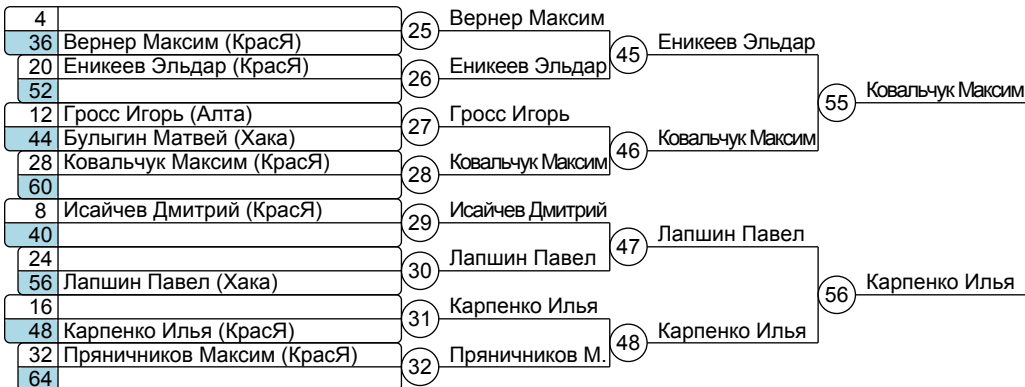 4
25 Вернер Максим
36 Вернер Максим (КрасЯ)
45 Еникеев Эльдар
20 Еникеев Эльдар (КрасЯ)
26 Еникеев Эльдар
52
55 Ковальчук Максим
12 Гросс Игорь (Алта)
27 Гросс Игорь
44 Булыгин Матвей (Хака)
46 Ковальчук Максим
28 Ковальчук Максим (КрасЯ)
28 Ковальчук Максим
60
8 Исайчев Дмитрий (КрасЯ)
29 Исайчев Дмитрий
40
47 Лапшин Павел
24
30 Лапшин Павел
56 Лапшин Павел (Хака)
56 Карпенко Илья
16
31 Карпенко Илья
48 Карпенко Илья (КрасЯ)
48 Карпенко Илья
32 Пряничников Максим (КрасЯ)
32 Пряничников М.
64